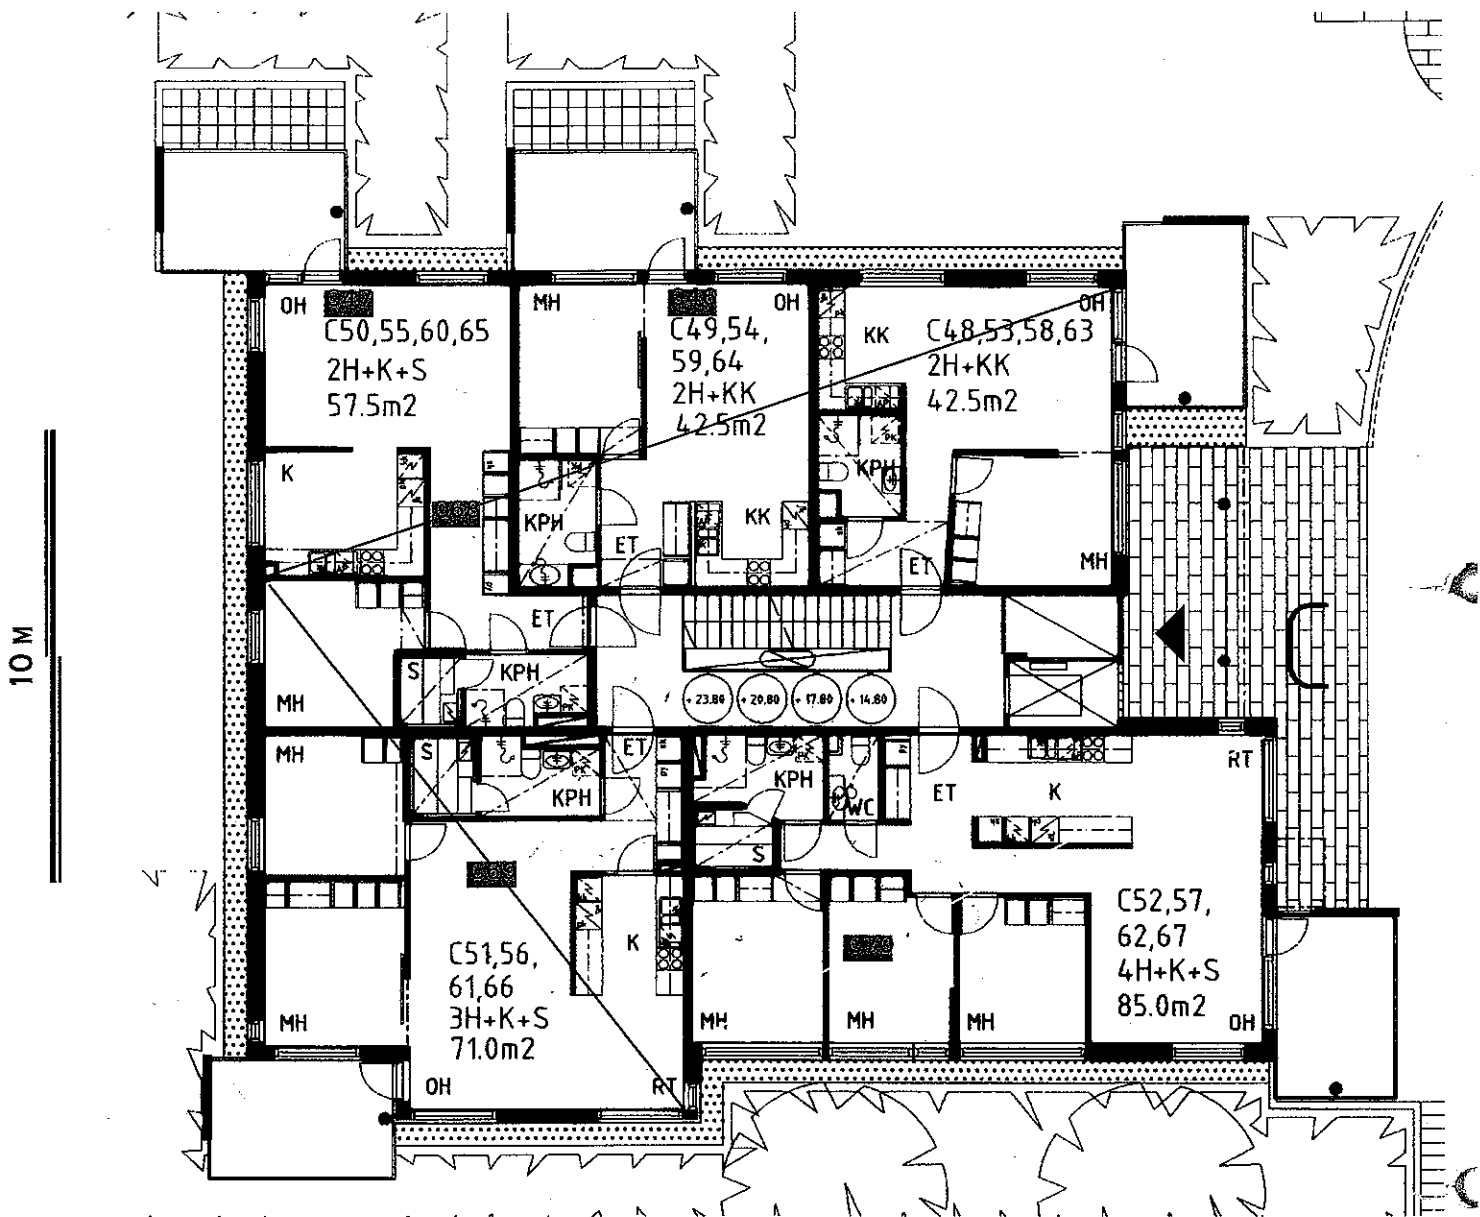 OH
C50,55,60,65
2H+K+S
57.5m2
MH
OH
C49,54,
59,64
2H+KK
42.5m2
KK
OH
C48,53,58,63
2H+KK
42.5m2
K
KPH
ET
KK
KPH
ET
MH
ET
S
KPH
MH
+23.80
+20.80
+17.80
+14.80
10 M
MH
S
KPH
ET
KPH
WC
ET
K
RT
S
C51,56,
61,66
3H+K+S
71.0m2
K
MH
OH
RT
MH
MH
MH
C52,57,
62,67
4H+K+S
85.0m2
OH